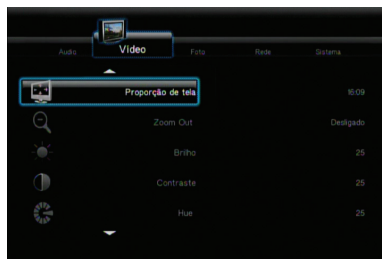 Audio Vídeo Foto Rede Sistema
Proporção de tela 16:09
Zoom Out Desligado
Brilho 25
Contraste 25
Hue 25